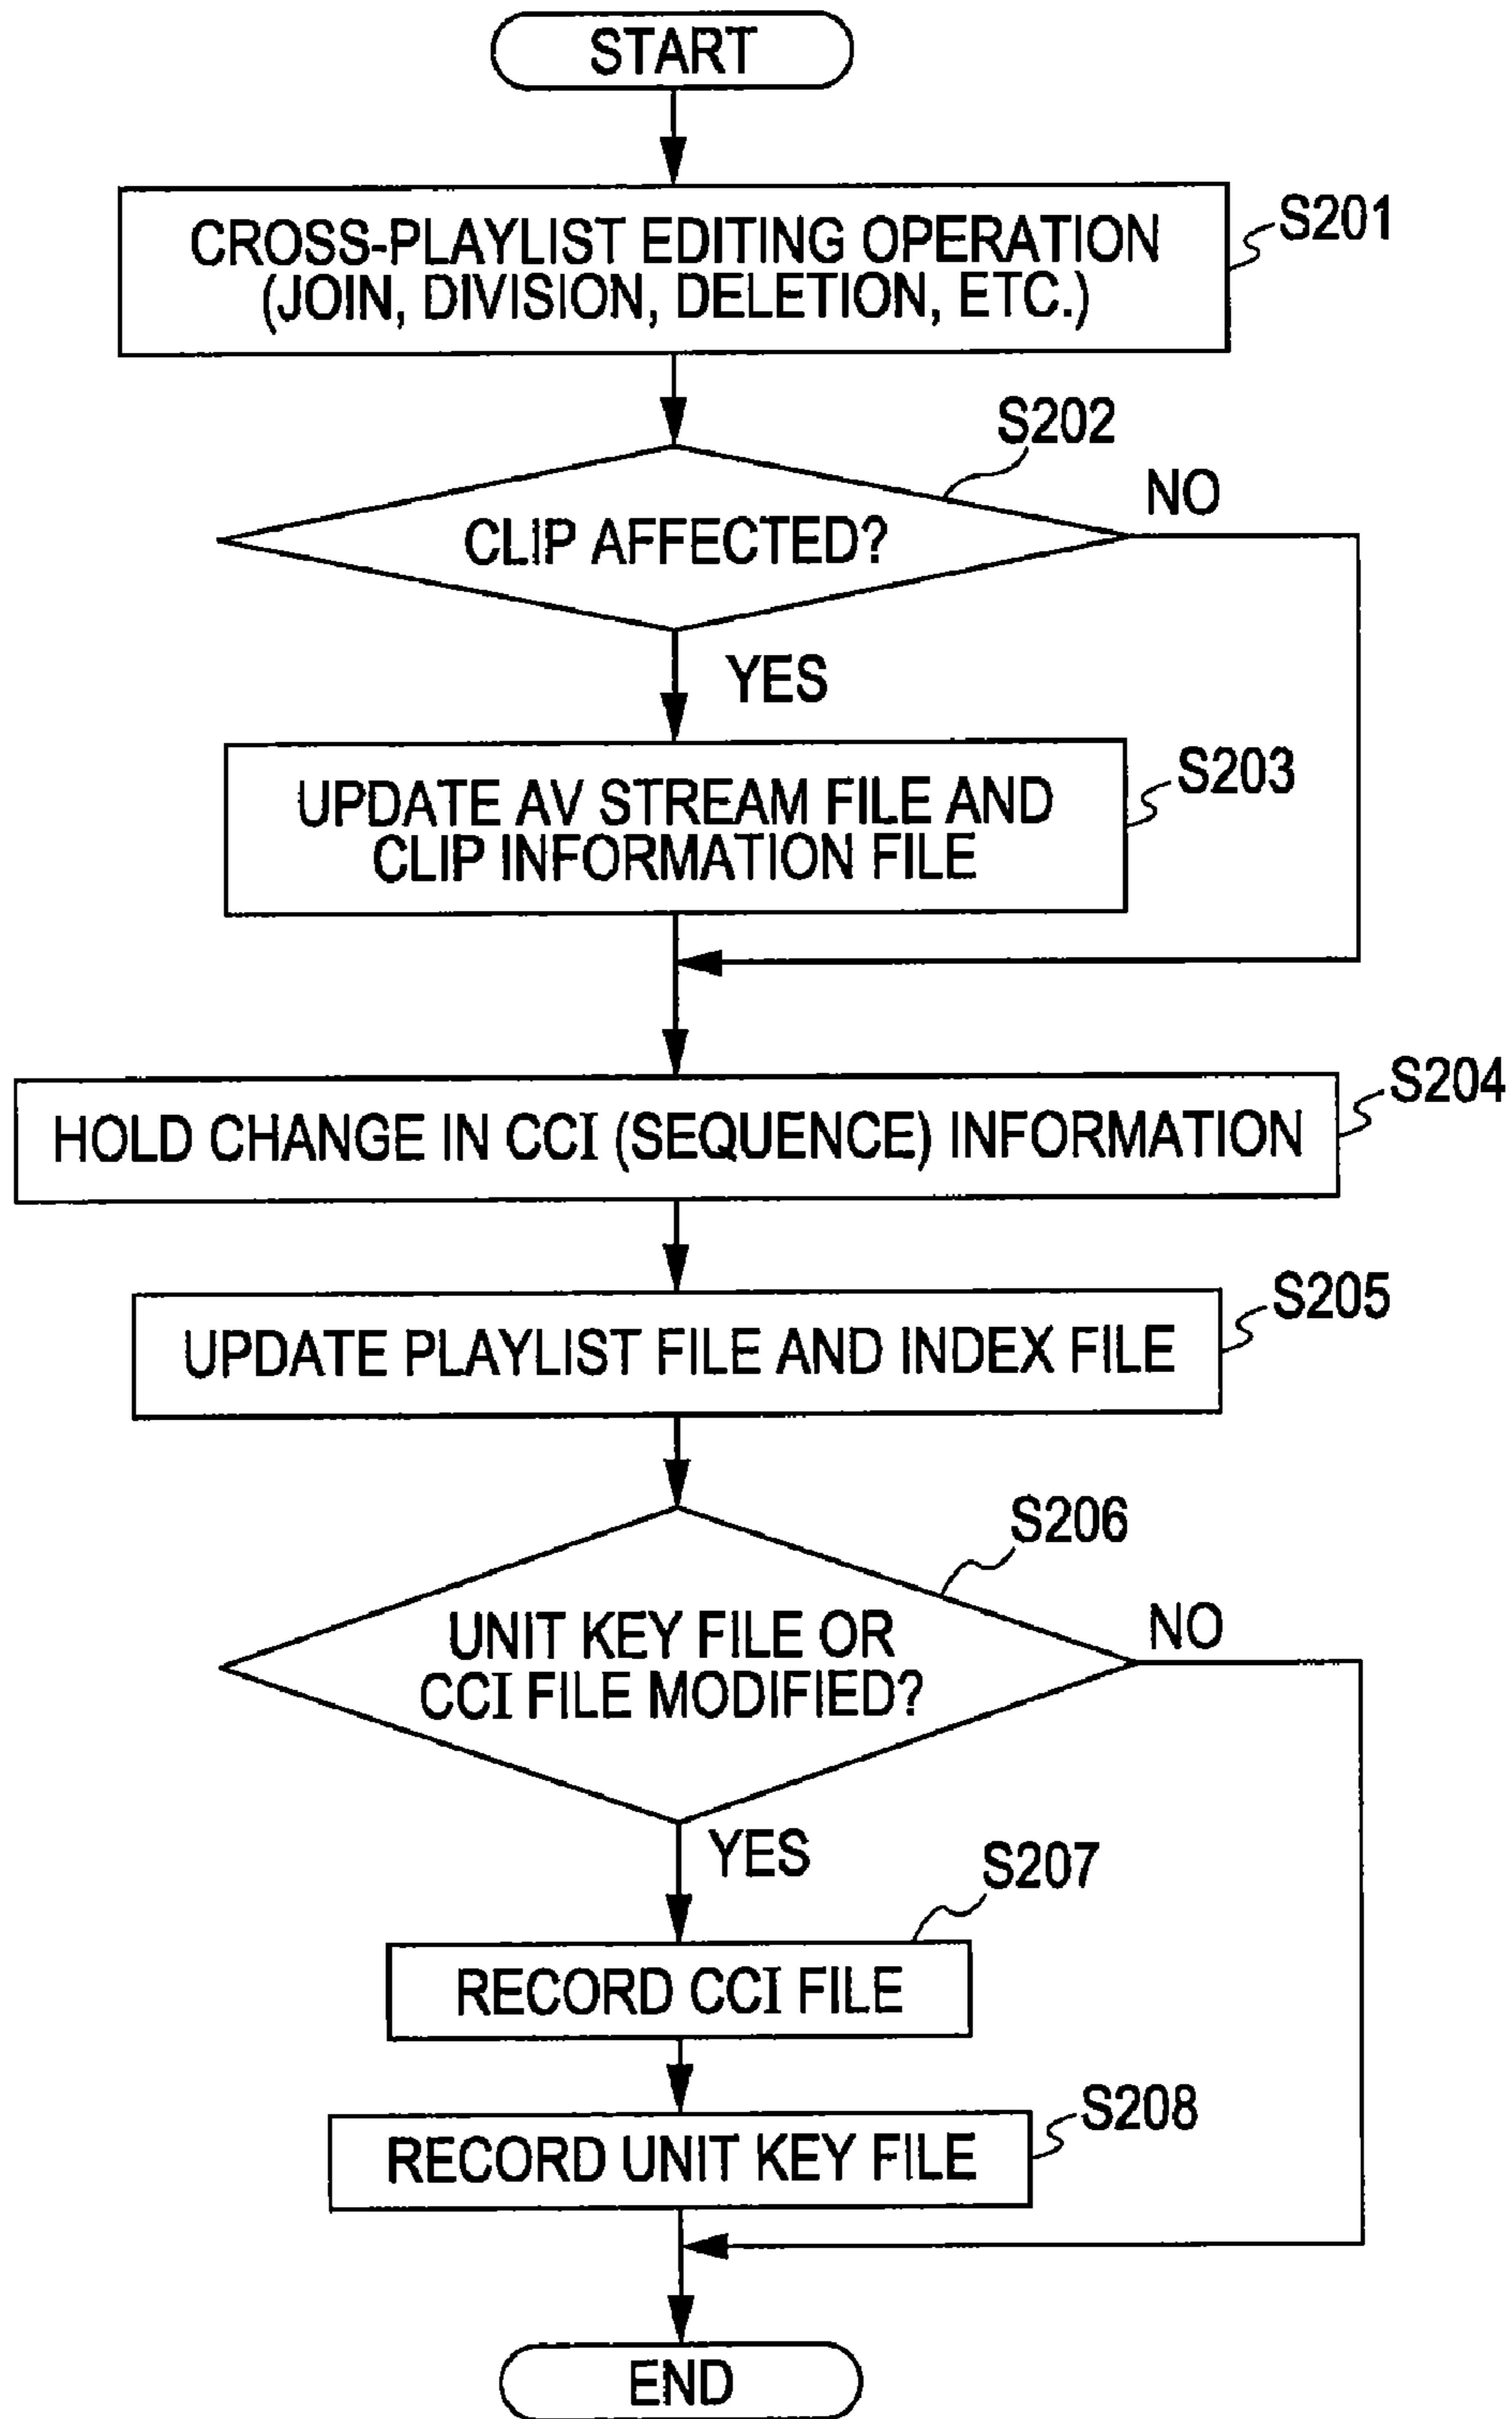 START
CROSS-PLAYLIST EDITING OPERATION
(JOIN, DIVISION, DELETION, ETC.)
S201
S202
CLIP AFFECTED?
NO
YES
UPDATE AV STREAM FILE AND
CLIP INFORMATION FILE
S203
HOLD CHANGE IN CCI (SEQUENCE) INFORMATION
S204
UPDATE PLAYLIST FILE AND INDEX FILE
S205
S206
UNIT KEY FILE OR
CCI FILE MODIFIED?
NO
YES
S207
RECORD CCI FILE
S208
RECORD UNIT KEY FILE
END